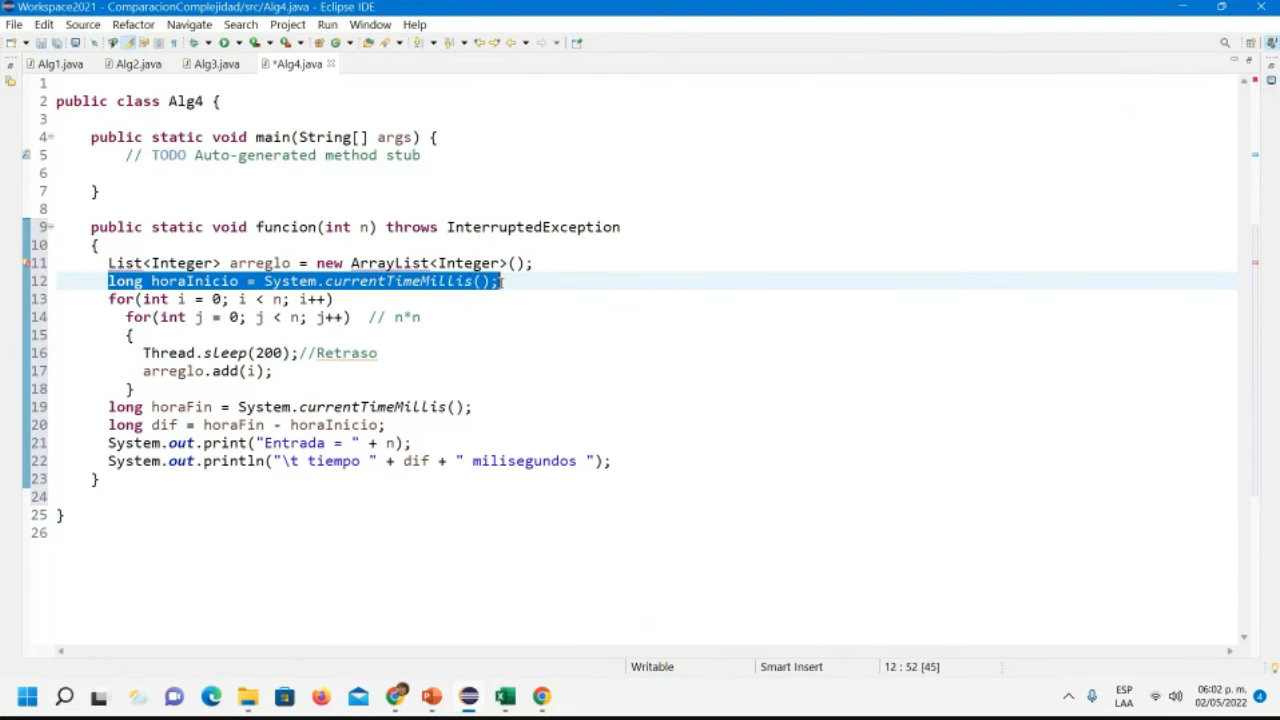 Workspace2021 - ComparacionComplejidad/src/Alg4.java - Eclipse IDE
File Edit Source Refactor Navigate Search Project Run Window Help
Alg1.java Alg2.java Alg3.java *Alg4.java
1
2 public class Alg4 {
3
4 public static void main(String[] args) {
5 // TODO Auto-generated method stub
6
7 }
8
9 public static void funcion(int n) throws InterruptedException
10 {
11 List<Integer> arreglo = new ArrayList<Integer>();
12 long horaInicio = System.currentTimeMillis();
13 for(int i = 0; i < n; i++)
14 for(int j = 0; j < n; j++) // n*n
15 {
16 Thread.sleep(200);//Retraso
17 arreglo.add(i);
18 }
19 long horaFin = System.currentTimeMillis();
20 long dif = horaFin - horaInicio;
21 System.out.print("Entrada = " + n);
22 System.out.println("\t tiempo " + dif + " milisegundos ");
23 }
24
25 }
26
Writable Smart Insert 12 : 52 [45]
ESP 06:02 p. m.
LAA 02/05/2022 4